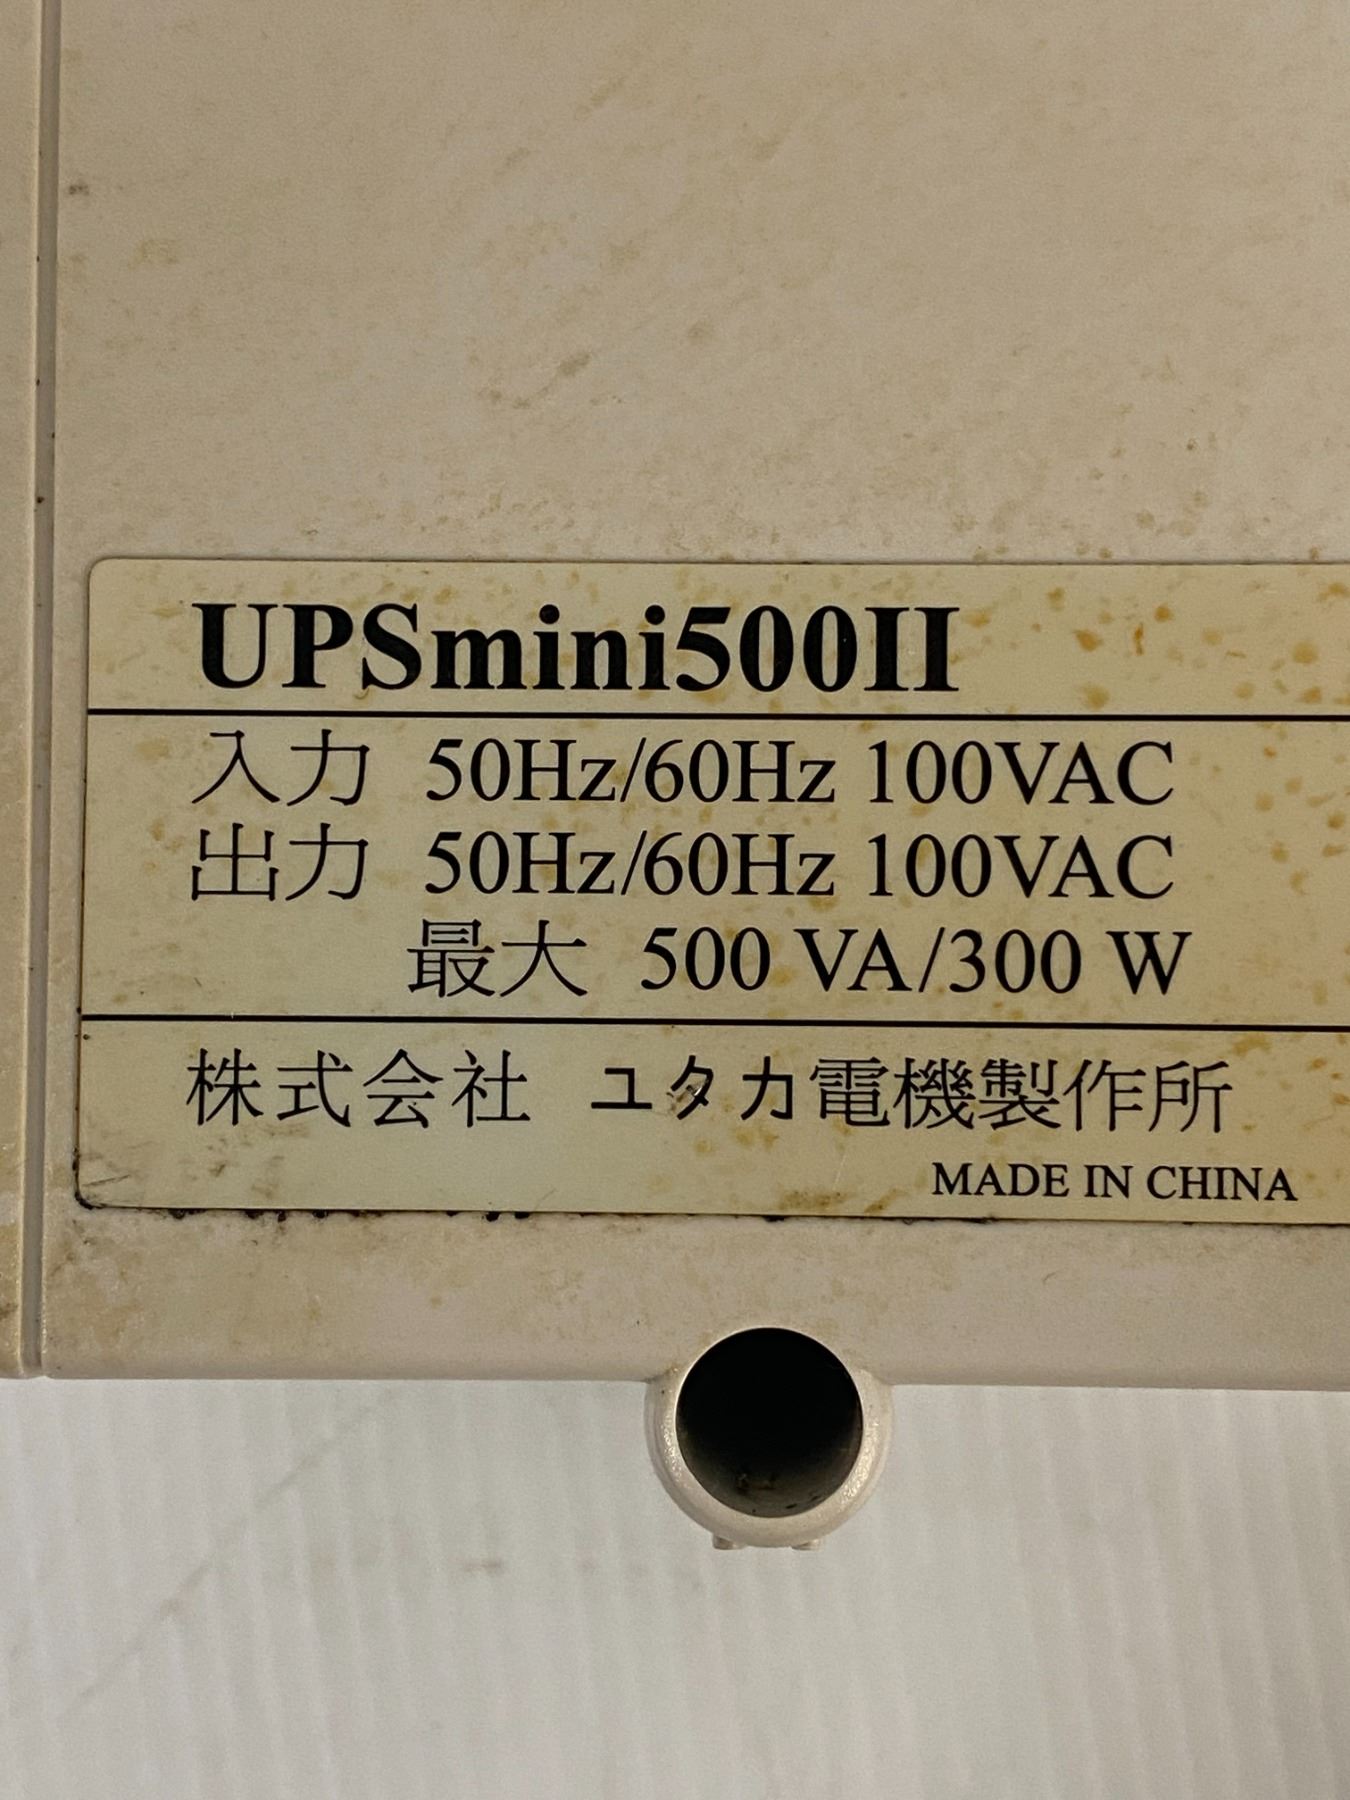 UPSmini500II
入力 50Hz/60Hz 100VAC
出力 50Hz/60Hz 100VAC
最大 500 VA/300 W
株式会社 ユタカ電機製作所
MADE IN CHINA